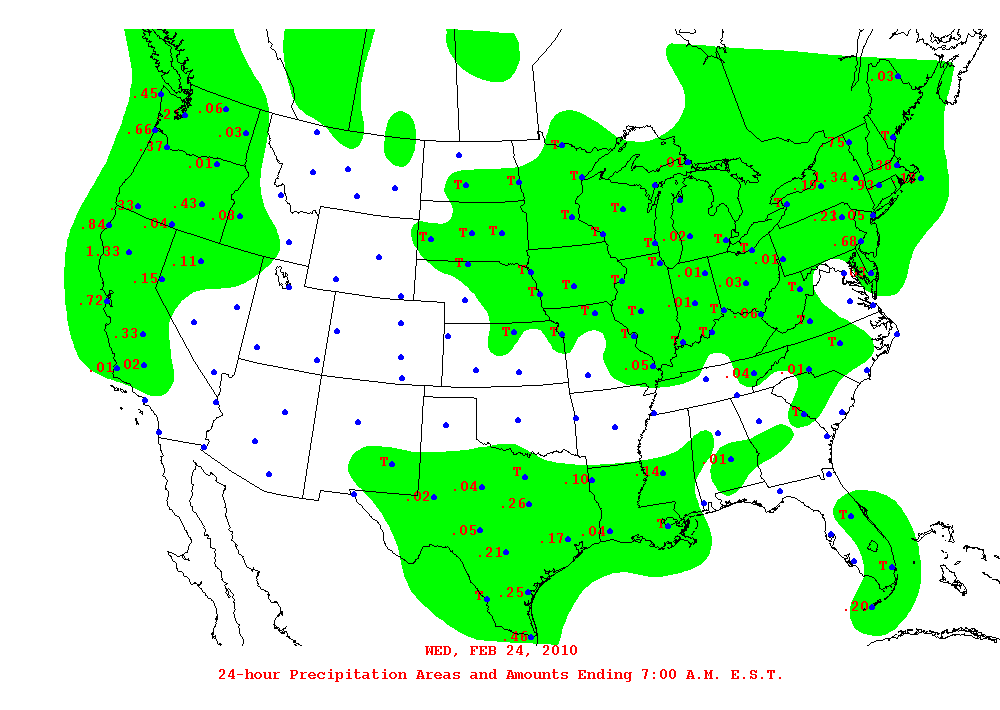 .03
.45
.06
.66
.03
T
T
.37
.75
.01
.01
.38
T
T
T
.34
.19
.93
.33
.43
T
T
.08
.21
.05
.84
.04
T
T
T
T
.02
T
T
.68
1.33
T
.11
T
T
.01
.15
T
.01
T
.03
T
T
T
.72
.01
T
T
.06
T
.33
T
T
T
T
T
T
.01
.02
.05
.04
.01
T
T
.01
T
.14
.04
.10
.02
.26
T
T
.05
.17
.04
.21
T
.25
T
.20
.46
WED, FEB 24, 2010
24-hour Precipitation Areas and Amounts Ending 7:00 A.M. E.S.T.